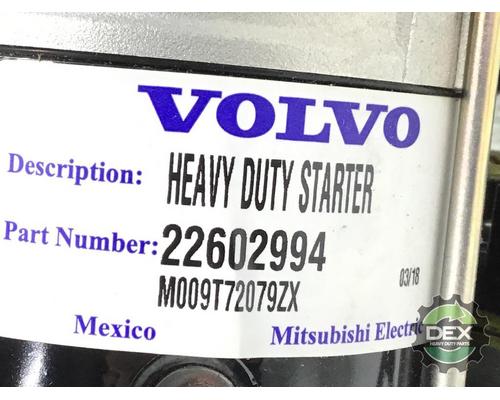 VOLVO
Description: HEAVY DUTY STARTER
Part Number: 22602994
M009T72079ZX 03/18
Mexico Mitsubishi Electric
DEX
HEAVY DUTY PARTS